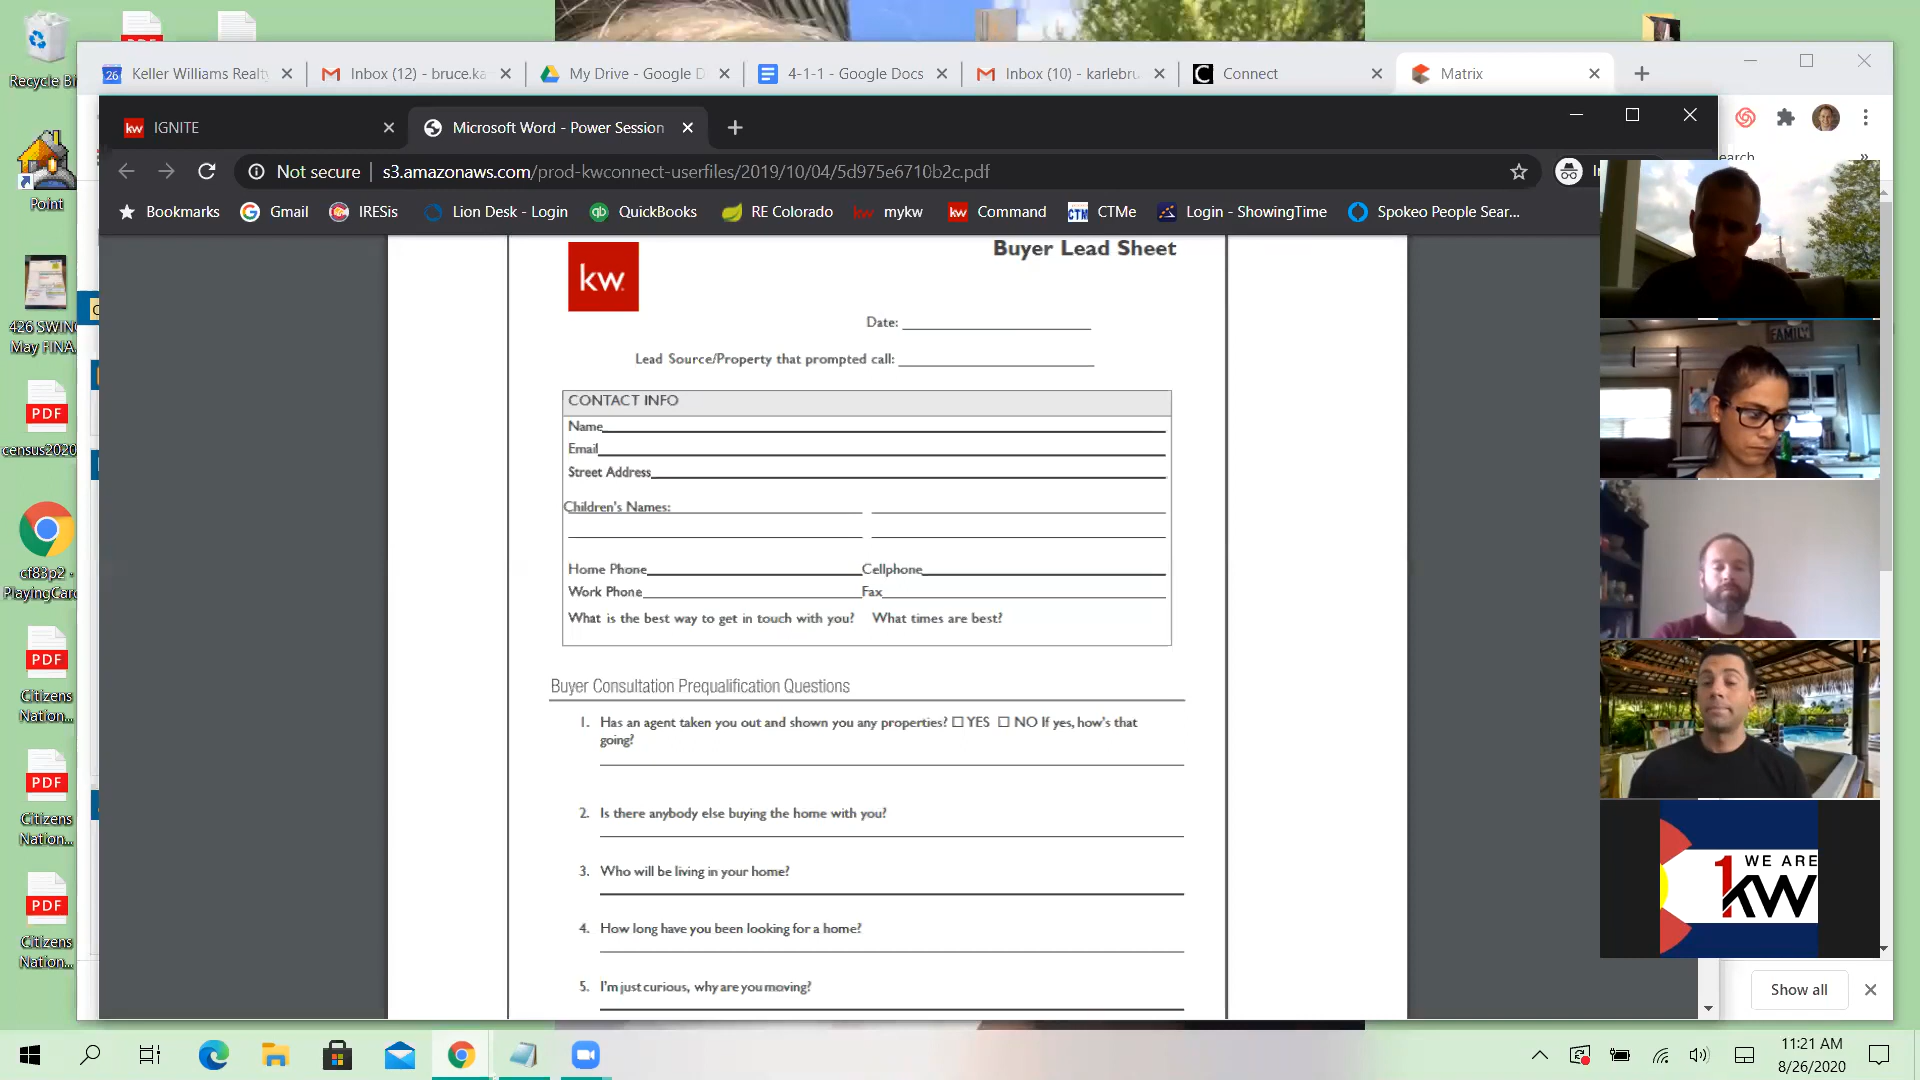 Recycle Bi
Point
426 SWING
May FINA
PDF
census2020
cf83p2 -
PlayingCard
PDF
Citizens
Nation...
PDF
Citizens
Nation...
PDF
Citizens
Nation...
26 Keller Williams Realty
Inbox (12) - bruce.ka
My Drive - Google D
4-1-1 - Google Docs
Inbox (10) - karlebru
Connect
Matrix
kw IGNITE
Microsoft Word - Power Session
Not secure | s3.amazonaws.com/prod-kwconnect-userfiles/2019/10/04/5d975e6710b2c.pdf
earch
Bookmarks
Gmail
IRESis
Lion Desk - Login
QuickBooks
RE Colorado
mykw
Command
CTMe
Login - ShowingTime
Spokeo People Sear...
kw
Buyer Lead Sheet
Date:
Lead Source/Property that prompted call:
CONTACT INFO
Name
Email
Street Address
Children's Names:
Home Phone Cellphone
Work Phone Fax
What is the best way to get in touch with you? What times are best?
Buyer Consultation Prequalification Questions
1. Has an agent taken you out and shown you any properties? ☐ YES ☐ NO If yes, how's that
going?
2. Is there anybody else buying the home with you?
3. Who will be living in your home?
4. How long have you been looking for a home?
5. I'm just curious, why are you moving?
FAMILY
WE ARE
1kw
Show all
11:21 AM
8/26/2020